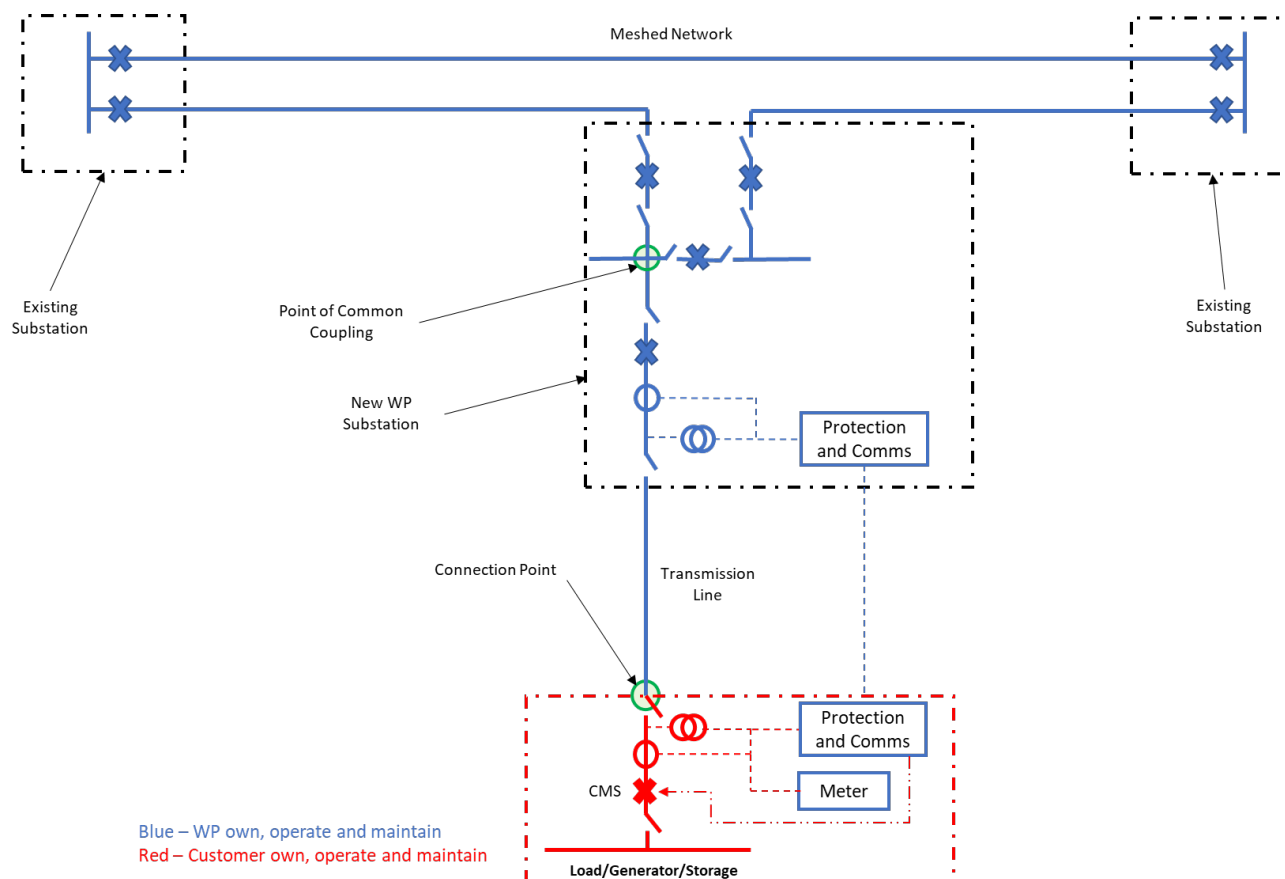 Meshed Network
Existing
Substation
Point of Common
Coupling
Existing
Substation
New WP
Substation
Protection
and Comms
Connection Point
Transmission
Line
Protection
and Comms
CMS
Meter
Blue – WP own, operate and maintain
Red – Customer own, operate and maintain
Load/Generator/Storage